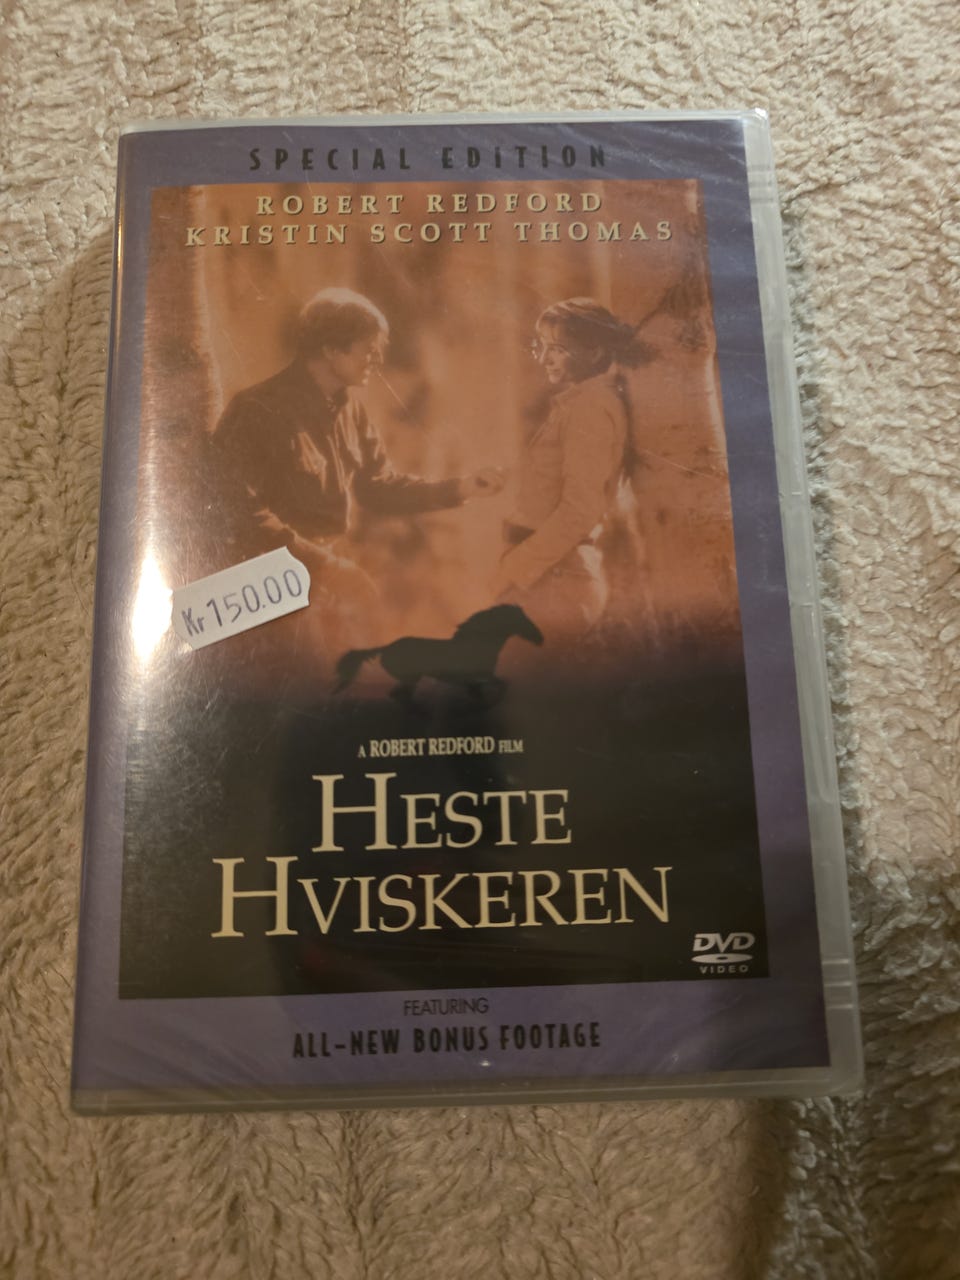 SPECIAL EDITION
ROBERT REDFORD
KRISTIN SCOTT THOMAS
Kr 150.00
A ROBERT REDFORD FILM
HESTE
HVISKEREN
DVD
VIDEO
FEATURING
ALL-NEW BONUS FOOTAGE